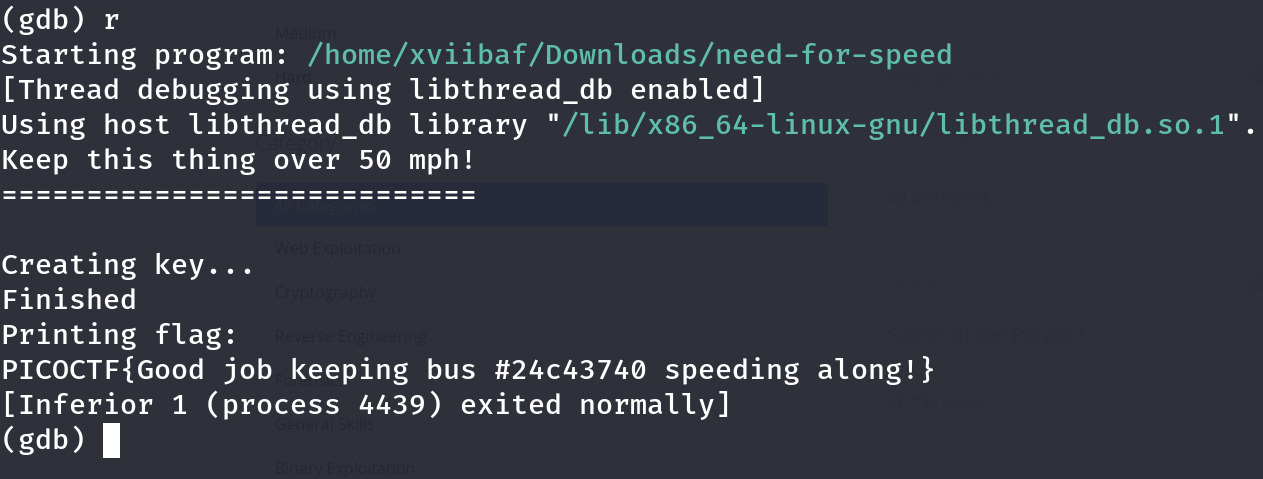 (gdb) r
Starting program: /home/xviibaf/Downloads/need-for-speed
[Thread debugging using libthread_db enabled]
Using host libthread_db library "/lib/x86_64-linux-gnu/libthread_db.so.1".
Keep this thing over 50 mph!
============================
Creating key...
Finished
Printing flag:
PICOCTF{Good job keeping bus #24c43740 speeding along!}
[Inferior 1 (process 4439) exited normally]
(gdb)
Medium
Hard
Category
All Categories
Web Exploitation
Cryptography
Reverse Engineering
Forensics
General Skills
Binary Exploitation